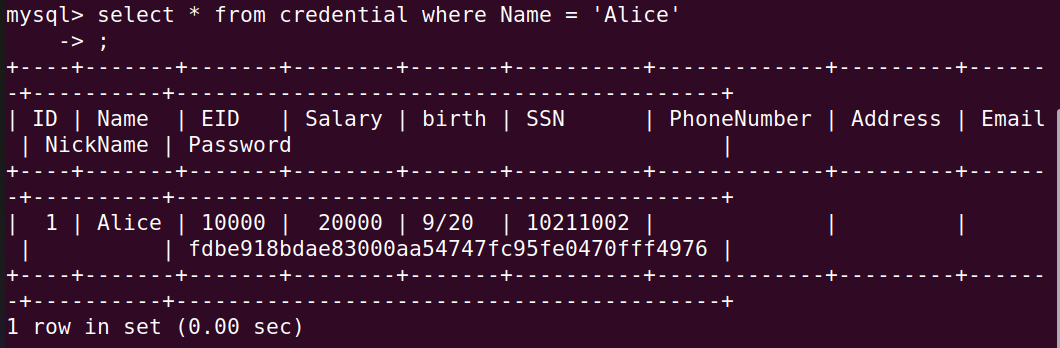 mysql> select * from credential where Name = 'Alice'
    -> ;
+----+-------+-------+--------+-------+----------+-------------+---------+------
-+----------+------------------------------------------+
| ID | Name  | EID   | Salary | birth | SSN      | PhoneNumber | Address | Email
 | NickName | Password                                 |
+----+-------+-------+--------+-------+----------+-------------+---------+------
-+----------+------------------------------------------+
|  1 | Alice | 10000 |  20000 | 9/20  | 10211002 |             |         |
 |          | fdbe918bdae83000aa54747fc95fe0470fff4976 |
+----+-------+-------+--------+-------+----------+-------------+---------+------
-+----------+------------------------------------------+
1 row in set (0.00 sec)